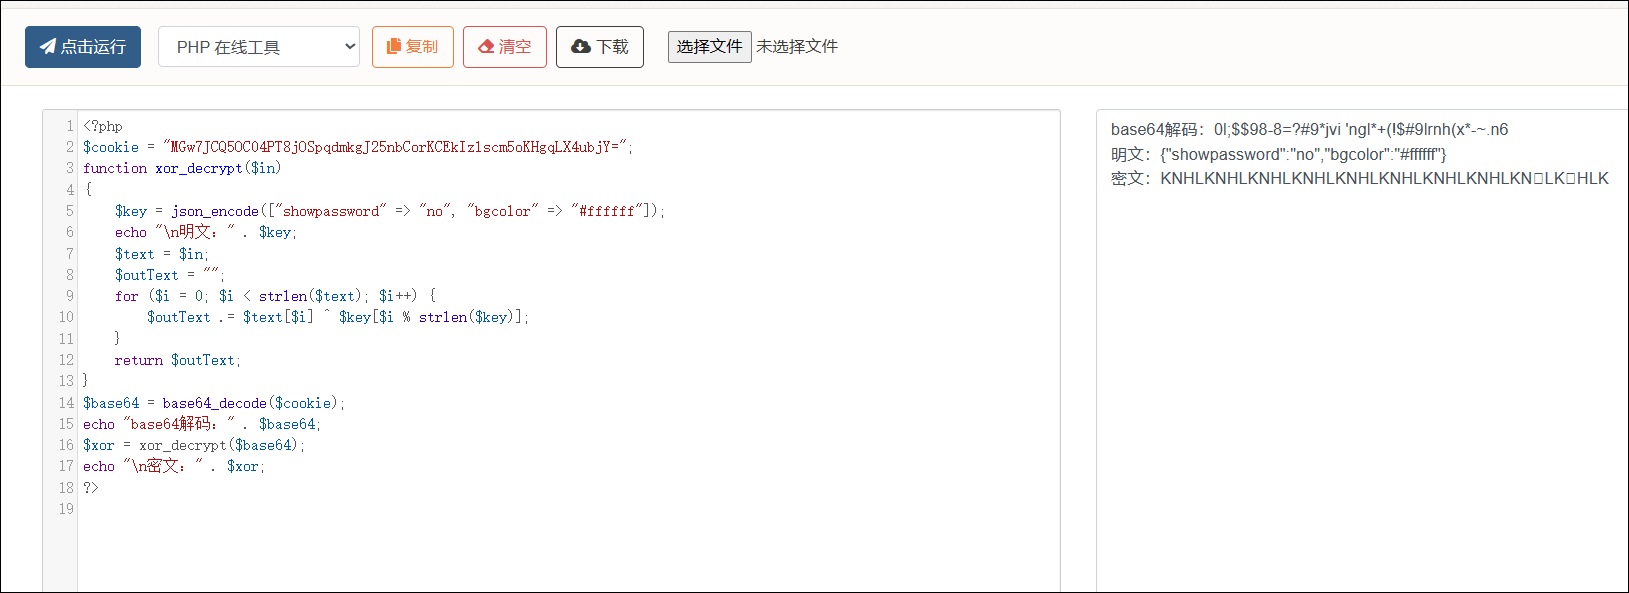 点击运行 PHP 在线工具 复制 清空 下载 选择文件 未选择文件
1 <?php
2 $cookie = "MGw7JCQ5OC04PT8jOSpqdmkgJ25nbCorKCEkIzlscm5oKHgqLX4ubjY=";
3 function xor_decrypt($in)
4 {
5 $key = json_encode(["showpassword" => "no", "bgcolor" => "#ffffff"]);
6 echo "\n明文：" . $key;
7 $text = $in;
8 $outText = "";
9 for ($i = 0; $i < strlen($text); $i++) {
10 $outText .= $text[$i] ^ $key[$i % strlen($key)];
11 }
12 return $outText;
13 }
14 $base64 = base64_decode($cookie);
15 echo "base64解码：" . $base64;
16 $xor = xor_decrypt($base64);
17 echo "\n密文：" . $xor;
18 ?>
19
base64解码：0l;$$98-8=?#9*jvi 'ngl*+(!$#9lrnh(x*-~.n6
明文：{"showpassword":"no","bgcolor":"#ffffff"}
密文：KNHLKNHLKNHLKNHLKNHLKNHLKNHLKNHLKN▯LK▯HLK